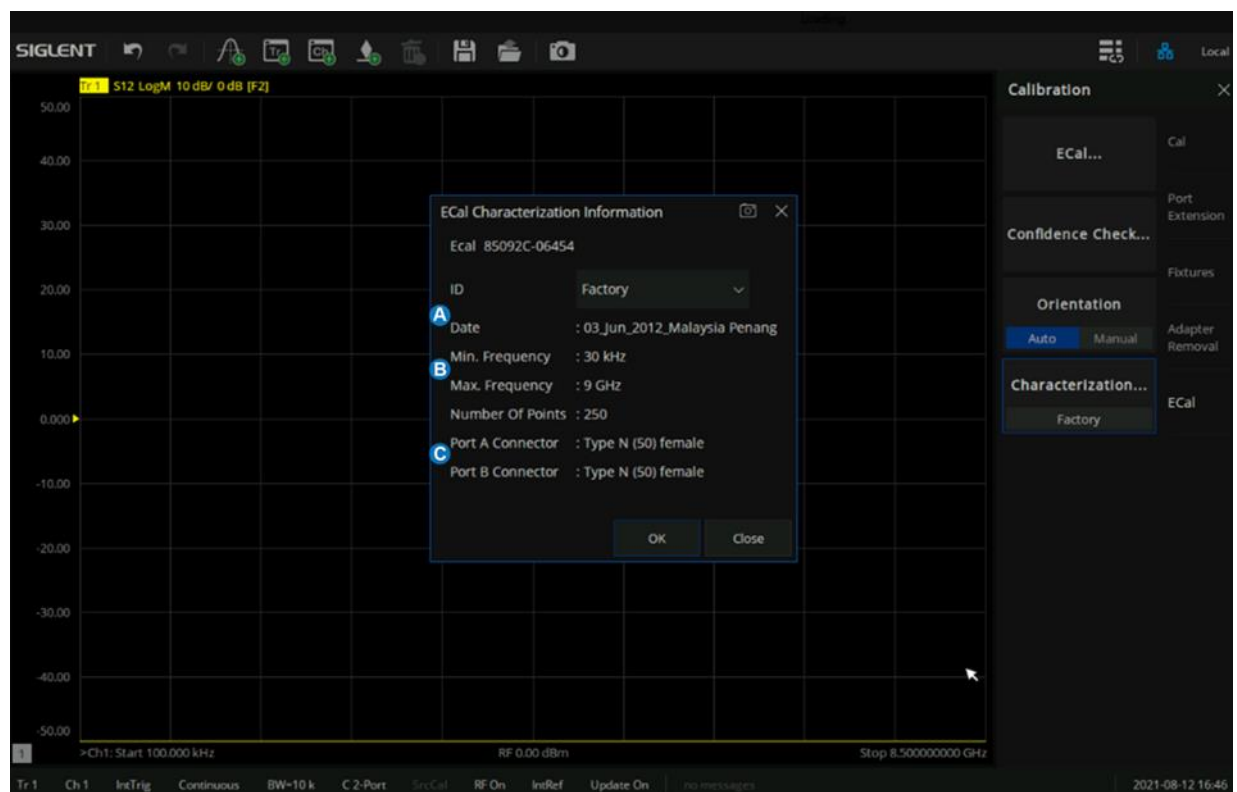 Loading
SIGLENT Tr Ch Local
Tr 1 S12 LogM 10 dB/ 0 dB [F2]
50.00
40.00
30.00
20.00
10.00
0.000
-10.00
-20.00
-30.00
-40.00
-50.00
1 >Ch1: Start 100.000 kHz RF 0.00 dBm Stop 8.500000000 GHz
ECal Characterization Information
Ecal 85092C-06454
ID Factory
A
Date : 03_Jun_2012_Malaysia Penang
Min. Frequency : 30 kHz
B
Max. Frequency : 9 GHz
Number Of Points : 250
Port A Connector : Type N (50) female
C
Port B Connector : Type N (50) female
OK Close
Calibration
ECal...
Confidence Check...
Orientation
Auto Manual
Characterization...
Factory
Cal
Port
Extension
Fixtures
Adapter
Removal
ECal
Tr 1 Ch 1 IntTrig Continuous BW=10 k C 2-Port SrcCal RF On IntRef Update On no messages 2021-08-12 16:46